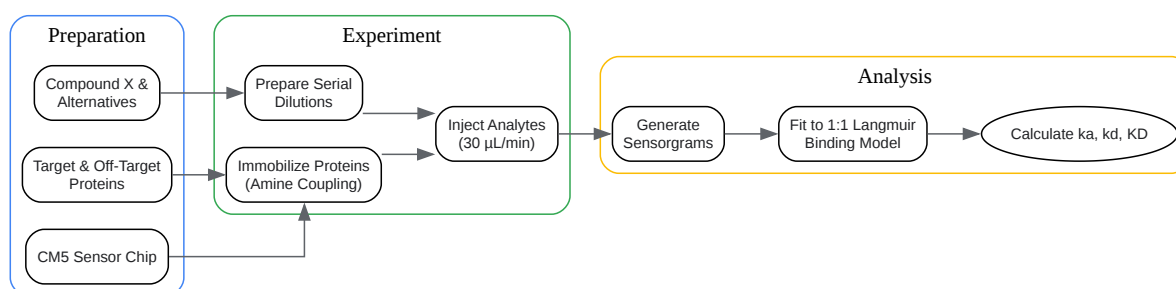 Preparation
Compound X &
Alternatives
Target & Off-Target
Proteins
CM5 Sensor Chip
Experiment
Prepare Serial
Dilutions
Immobilize Proteins
(Amine Coupling)
Inject Analytes
(30 µL/min)
Analysis
Generate
Sensorgrams
Fit to 1:1 Langmuir
Binding Model
Calculate ka, kd, KD